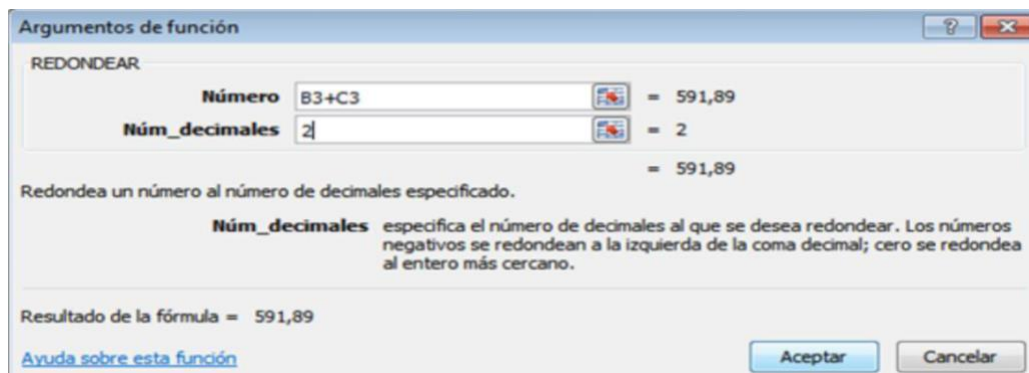 Argumentos de función
REDONDEAR
Número B3+C3 = 591,89
Núm_decimales 2 = 2
= 591,89
Redondea un número al número de decimales especificado.
Núm_decimales especifica el número de decimales al que se desea redondear. Los números
negativos se redondean a la izquierda de la coma decimal; cero se redondea
al entero más cercano.
Resultado de la fórmula = 591,89
Ayuda sobre esta función
Aceptar Cancelar